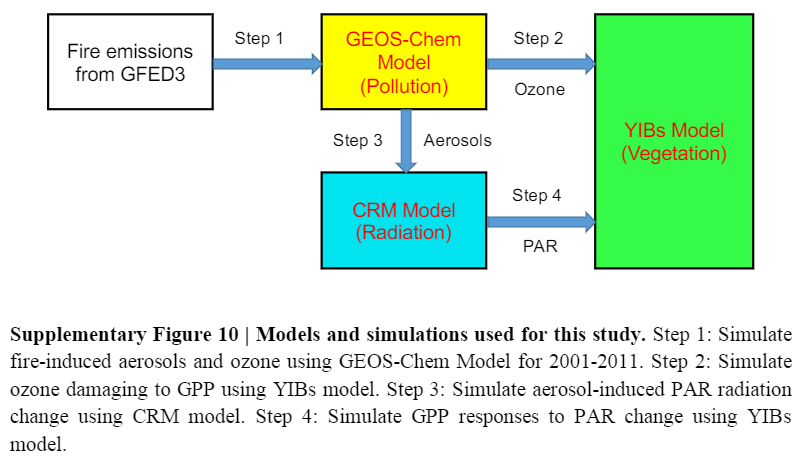 Fire emissions
from GFED3
Step 1
GEOS-Chem
Model
(Pollution)
Step 2
Ozone
YIBs Model
(Vegetation)
Step 3
Aerosols
CRM Model
(Radiation)
Step 4
PAR
Supplementary Figure 10 | Models and simulations used for this study. Step 1: Simulate
fire-induced aerosols and ozone using GEOS-Chem Model for 2001-2011. Step 2: Simulate
ozone damaging to GPP using YIBs model. Step 3: Simulate aerosol-induced PAR radiation
change using CRM model. Step 4: Simulate GPP responses to PAR change using YIBs
model.